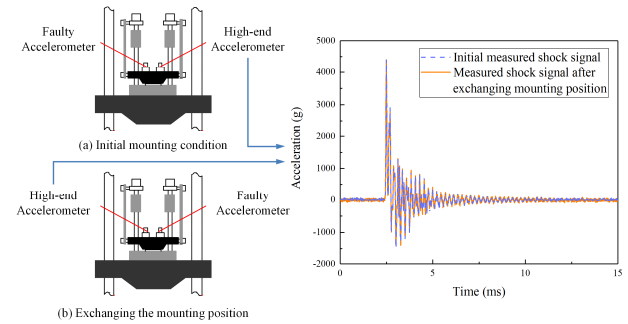 Faulty
Accelerometer
High-end
Accelerometer
(a) Initial mounting condition
High-end
Accelerometer
Faulty
Accelerometer
(b) Exchanging the mounting position
Acceleration (g)
5000
4000
3000
2000
1000
0
-1000
-2000
Initial measured shock signal
Measured shock signal after
exchanging mounting position
0
5
10
15
Time (ms)